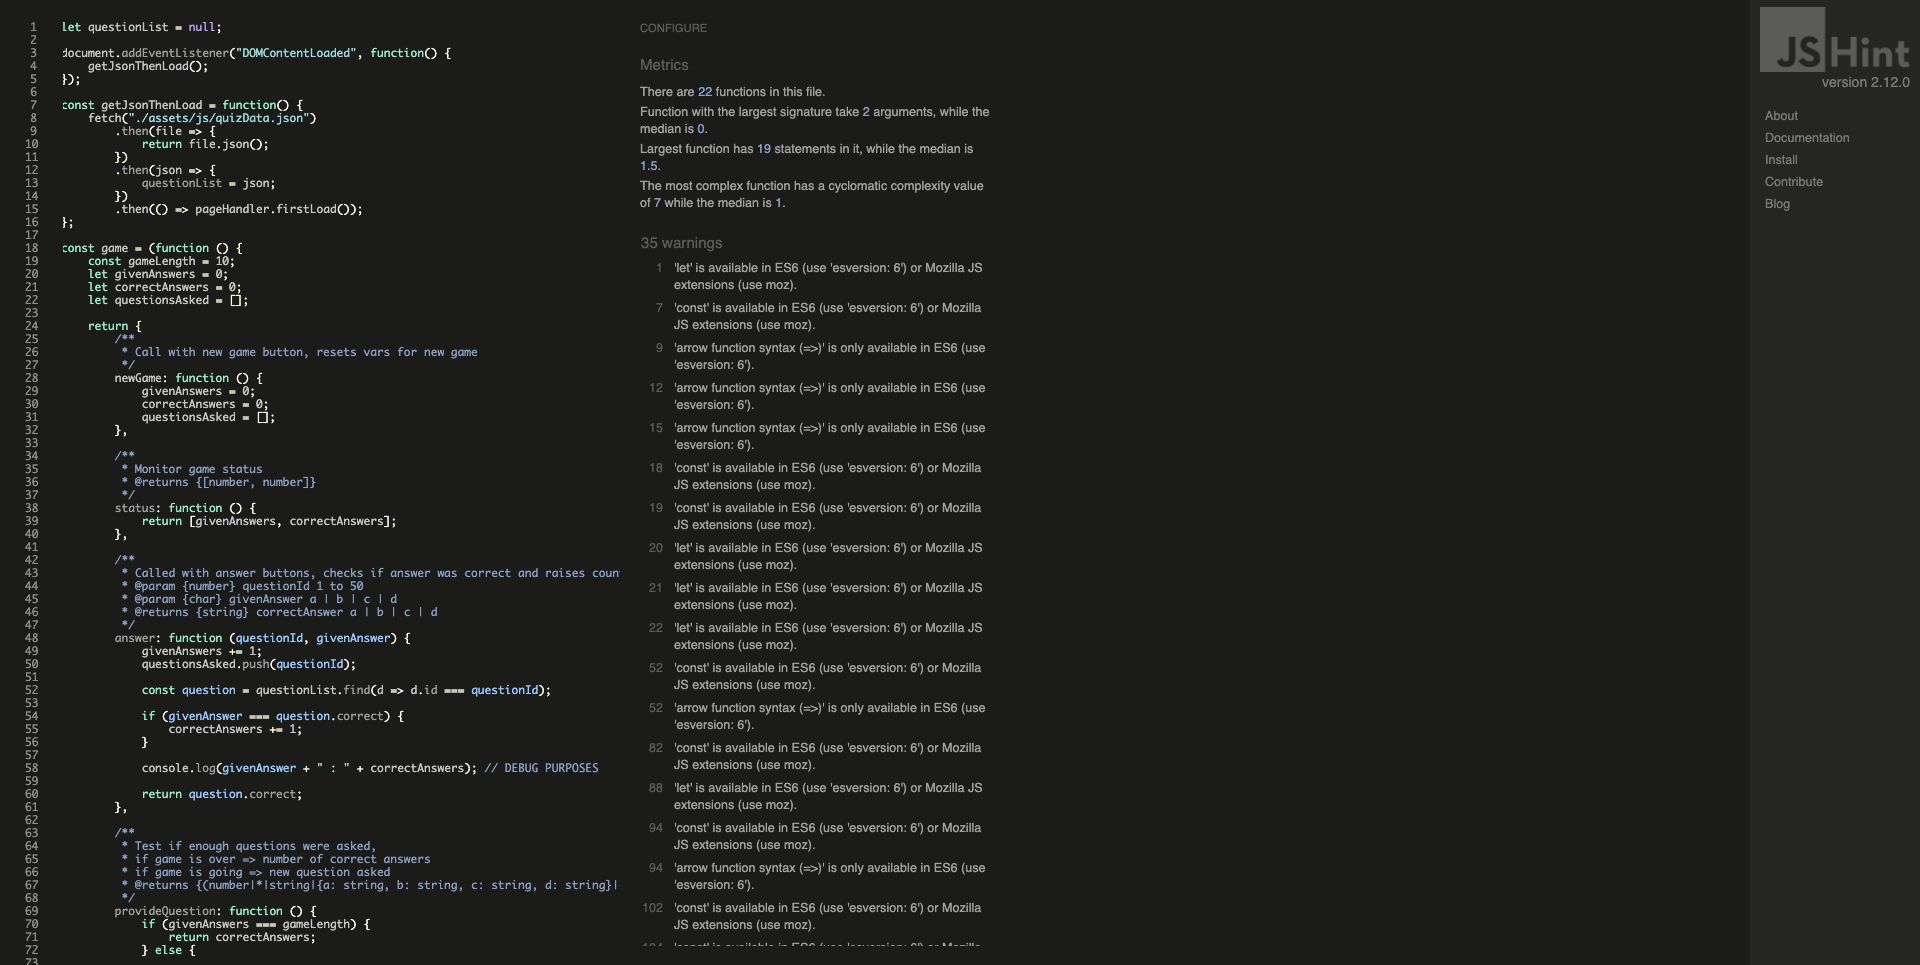 1 let questionList = null;
2
3 document.addEventListener("DOMContentLoaded", function() {
4 getJsonThenLoad();
5 });
6
7 const getJsonThenLoad = function() {
8 fetch("./assets/js/quizData.json")
9 .then(file => {
10 return file.json();
11 })
12 .then(json => {
13 questionList = json;
14 })
15 .then(() => pageHandler.firstLoad());
16 };
17
18 const game = (function () {
19 const gameLength = 10;
20 let givenAnswers = 0;
21 let correctAnswers = 0;
22 let questionsAsked = [];
23
24 return {
25 /**
26 * Call with new game button, resets vars for new game
27 */
28 newGame: function () {
29 givenAnswers = 0;
30 correctAnswers = 0;
31 questionsAsked = [];
32 },
33
34 /**
35 * Monitor game status
36 * @returns {[number, number]}
37 */
38 status: function () {
39 return [givenAnswers, correctAnswers];
40 },
41
42 /**
43 * Called with answer buttons, checks if answer was correct and raises coun
44 * @param {number} questionId 1 to 50
45 * @param {char} givenAnswer a | b | c | d
46 * @returns {string} correctAnswer a | b | c | d
47 */
48 answer: function (questionId, givenAnswer) {
49 givenAnswers += 1;
50 questionsAsked.push(questionId);
51
52 const question = questionList.find(d => d.id === questionId);
53
54 if (givenAnswer === question.correct) {
55 correctAnswers += 1;
56 }
57
58 console.log(givenAnswer + " : " + correctAnswers); // DEBUG PURPOSES
59
60 return question.correct;
61 },
62
63 /**
64 * Test if enough questions were asked,
65 * if game is over => number of correct answers
66 * if game is going => new question asked
67 * @returns {(number|*|string|{a: string, b: string, c: string, d: string}|
68 */
69 provideQuestion: function () {
70 if (givenAnswers === gameLength) {
71 return correctAnswers;
72 } else {
73
CONFIGURE
Metrics
There are 22 functions in this file.
Function with the largest signature take 2 arguments, while the
median is 0.
Largest function has 19 statements in it, while the median is
1.5.
The most complex function has a cyclomatic complexity value
of 7 while the median is 1.
35 warnings
1 'let' is available in ES6 (use 'esversion: 6') or Mozilla JS
extensions (use moz).
7 'const' is available in ES6 (use 'esversion: 6') or Mozilla
JS extensions (use moz).
9 'arrow function syntax (=>)' is only available in ES6 (use
'esversion: 6').
12 'arrow function syntax (=>)' is only available in ES6 (use
'esversion: 6').
15 'arrow function syntax (=>)' is only available in ES6 (use
'esversion: 6').
18 'const' is available in ES6 (use 'esversion: 6') or Mozilla
JS extensions (use moz).
19 'const' is available in ES6 (use 'esversion: 6') or Mozilla
JS extensions (use moz).
20 'let' is available in ES6 (use 'esversion: 6') or Mozilla JS
extensions (use moz).
21 'let' is available in ES6 (use 'esversion: 6') or Mozilla JS
extensions (use moz).
22 'let' is available in ES6 (use 'esversion: 6') or Mozilla JS
extensions (use moz).
52 'const' is available in ES6 (use 'esversion: 6') or Mozilla
JS extensions (use moz).
52 'arrow function syntax (=>)' is only available in ES6 (use
'esversion: 6').
82 'const' is available in ES6 (use 'esversion: 6') or Mozilla
JS extensions (use moz).
88 'let' is available in ES6 (use 'esversion: 6') or Mozilla JS
extensions (use moz).
94 'const' is available in ES6 (use 'esversion: 6') or Mozilla
JS extensions (use moz).
94 'arrow function syntax (=>)' is only available in ES6 (use
'esversion: 6').
102 'const' is available in ES6 (use 'esversion: 6') or Mozilla
JS extensions (use moz).
JSHint
version 2.12.0
About
Documentation
Install
Contribute
Blog